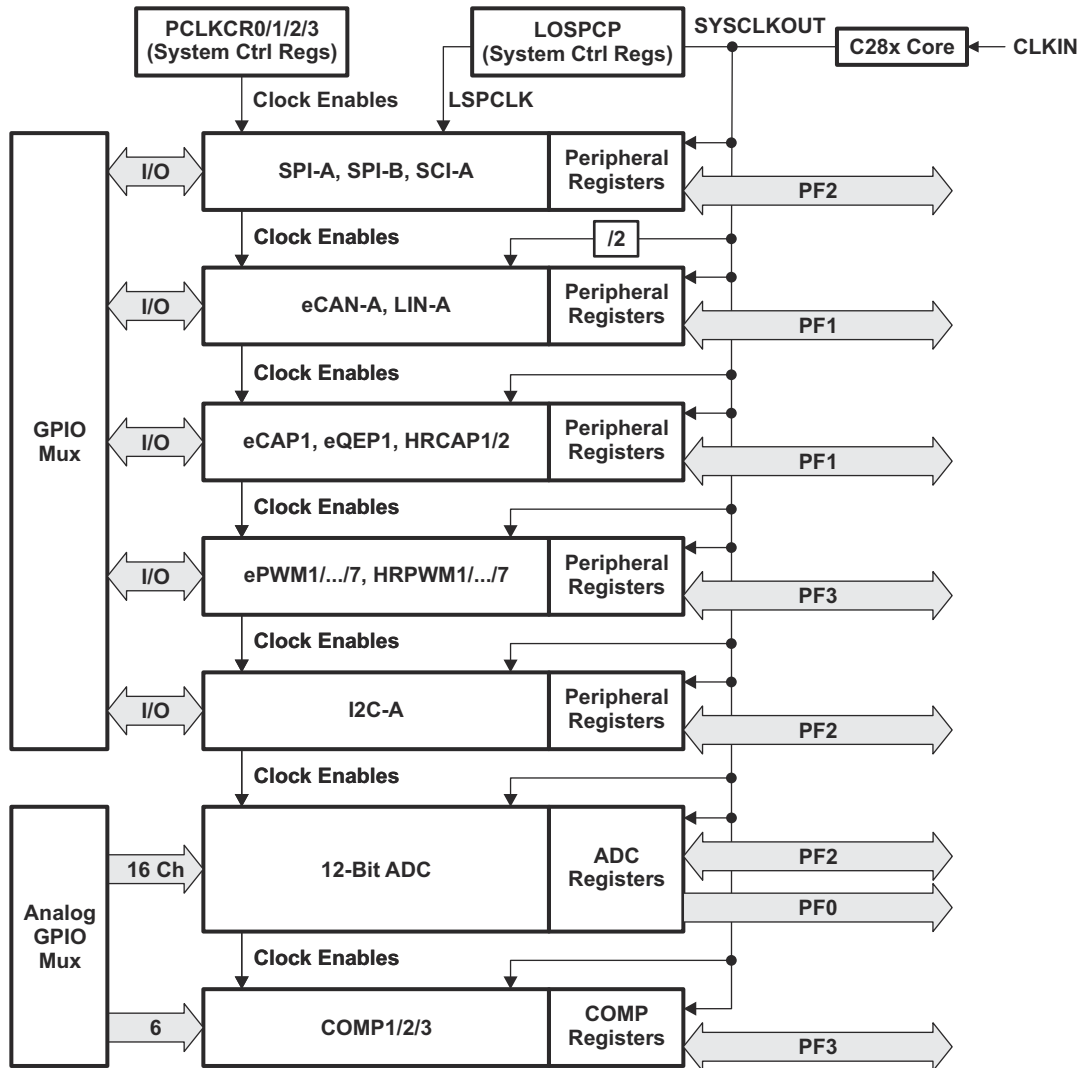 PCLKCR0/1/2/3
(System Ctrl Regs)
LOSPCP
(System Ctrl Regs)
SYSCLKOUT
C28x Core
CLKIN
Clock Enables
LSPCLK
I/O
SPI-A, SPI-B, SCI-A
Peripheral
Registers
PF2
Clock Enables
/2
I/O
eCAN-A, LIN-A
Peripheral
Registers
PF1
Clock Enables
GPIO
Mux
I/O
eCAP1, eQEP1, HRCAP1/2
Peripheral
Registers
PF1
Clock Enables
I/O
ePWM1/.../7, HRPWM1/.../7
Peripheral
Registers
PF3
Clock Enables
I/O
I2C-A
Peripheral
Registers
PF2
Clock Enables
Analog
GPIO
Mux
16 Ch
12-Bit ADC
ADC
Registers
PF2
PF0
Clock Enables
6
COMP1/2/3
COMP
Registers
PF3